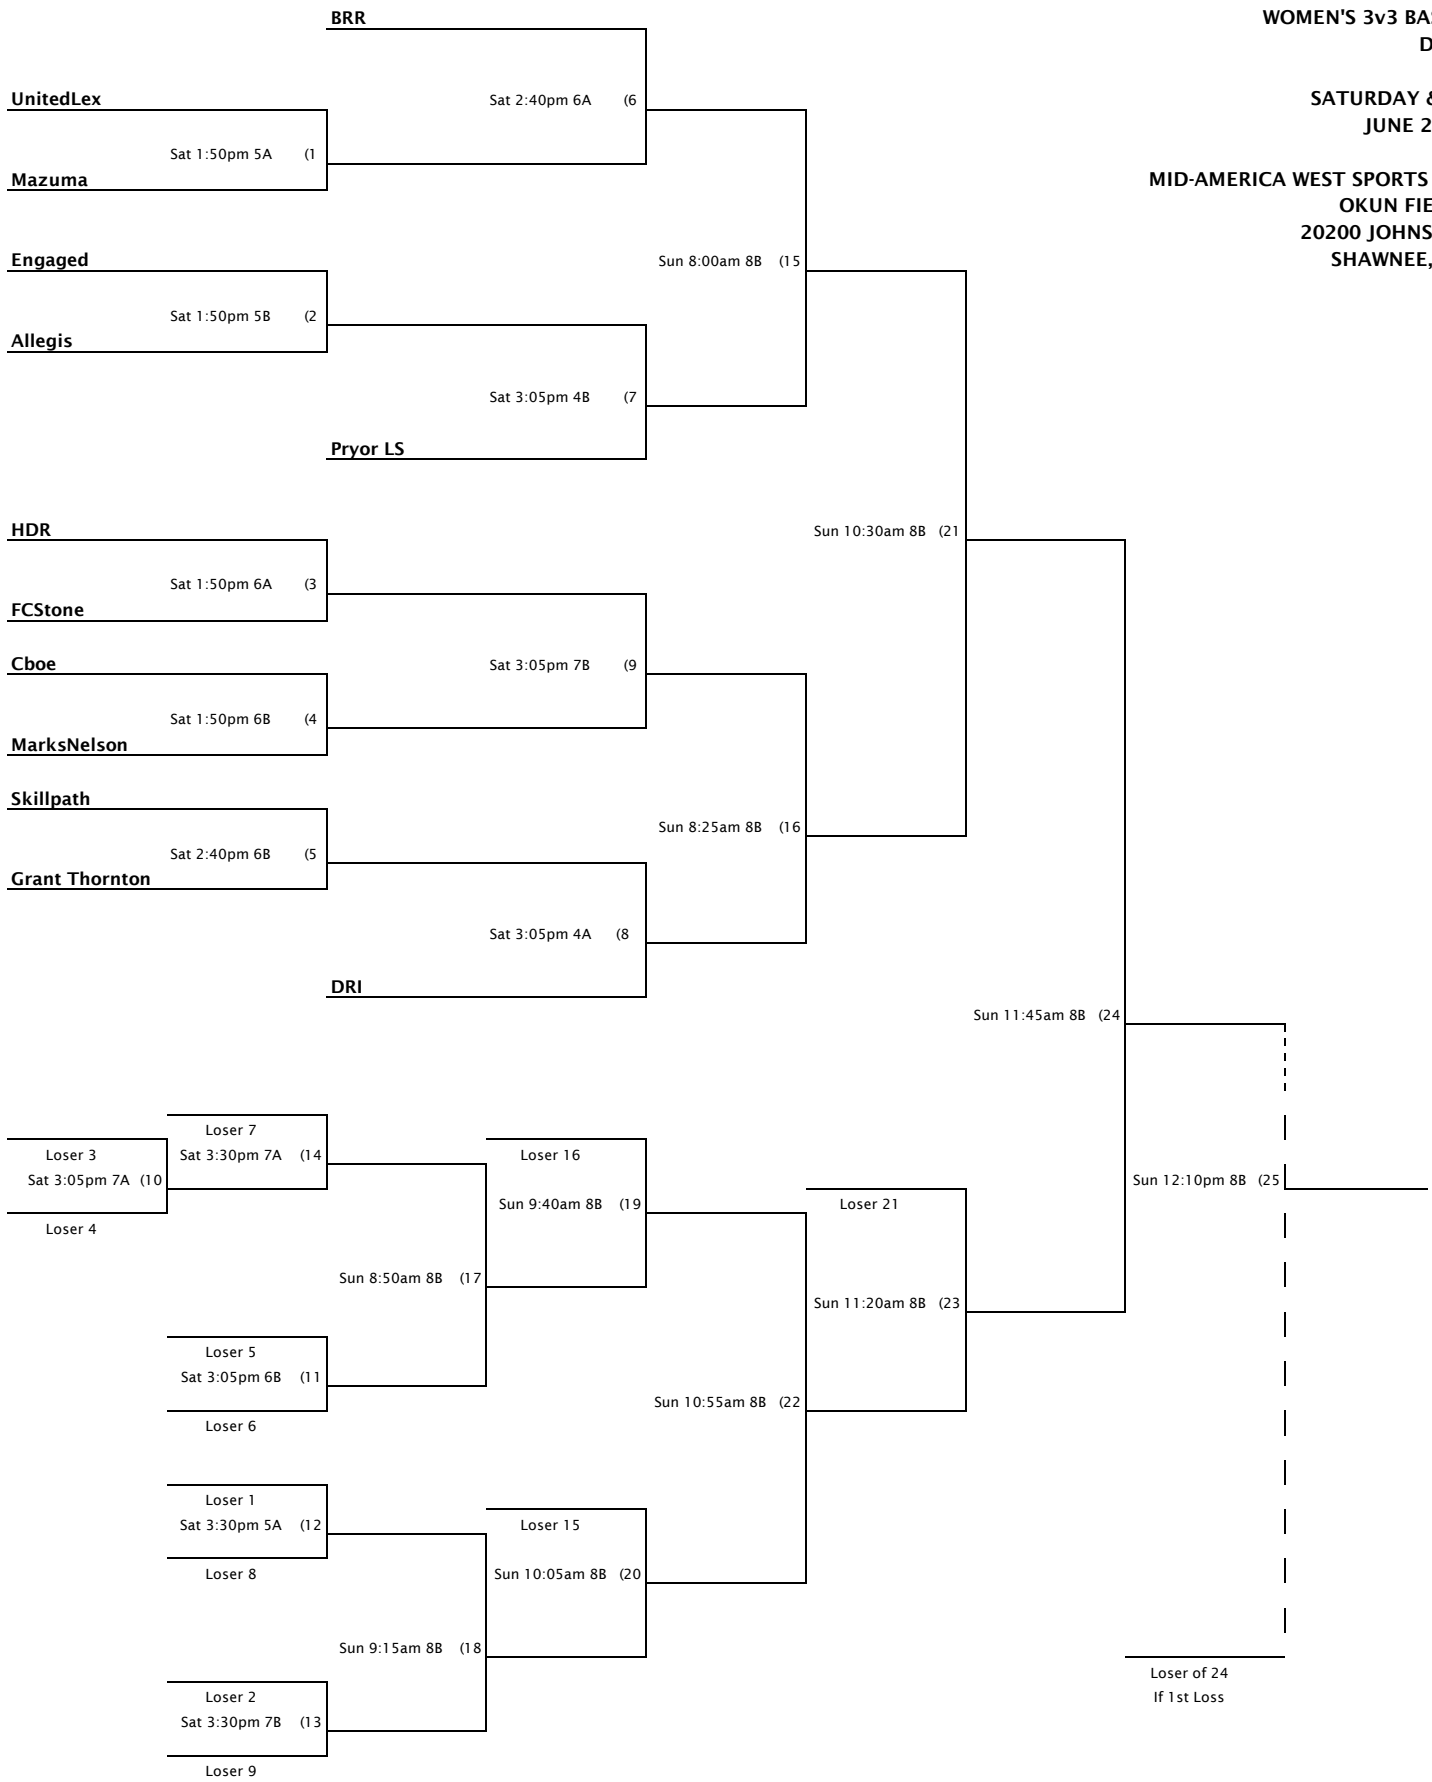 BRR
WOMEN'S 3v3 BA
D
UnitedLex
Sat 2:40pm 6A (6
SATURDAY &
JUNE 2
Sat 1:50pm 5A (1
Mazuma
MID-AMERICA WEST SPORTS
OKUN FIE
20200 JOHNS
SHAWNEE,
Engaged
Sun 8:00am 8B (15
Sat 1:50pm 5B (2
Allegis
Sat 3:05pm 4B (7
Pryor LS
HDR
Sun 10:30am 8B (21
Sat 1:50pm 6A (3
FCStone
Cboe
Sat 3:05pm 7B (9
Sat 1:50pm 6B (4
MarksNelson
Skillpath
Sun 8:25am 8B (16
Sat 2:40pm 6B (5
Grant Thornton
Sat 3:05pm 4A (8
DRI
Sun 11:45am 8B (24
Loser 7
Loser 3
Sat 3:30pm 7A (14
Loser 16
Sat 3:05pm 7A (10
Sun 12:10pm 8B (25
Sun 9:40am 8B (19
Loser 21
Loser 4
Sun 8:50am 8B (17
Sun 11:20am 8B (23
Loser 5
Sat 3:05pm 6B (11
Sun 10:55am 8B (22
Loser 6
Loser 1
Sat 3:30pm 5A (12
Loser 15
Loser 8
Sun 10:05am 8B (20
Sun 9:15am 8B (18
Loser of 24
If 1st Loss
Loser 2
Sat 3:30pm 7B (13
Loser 9